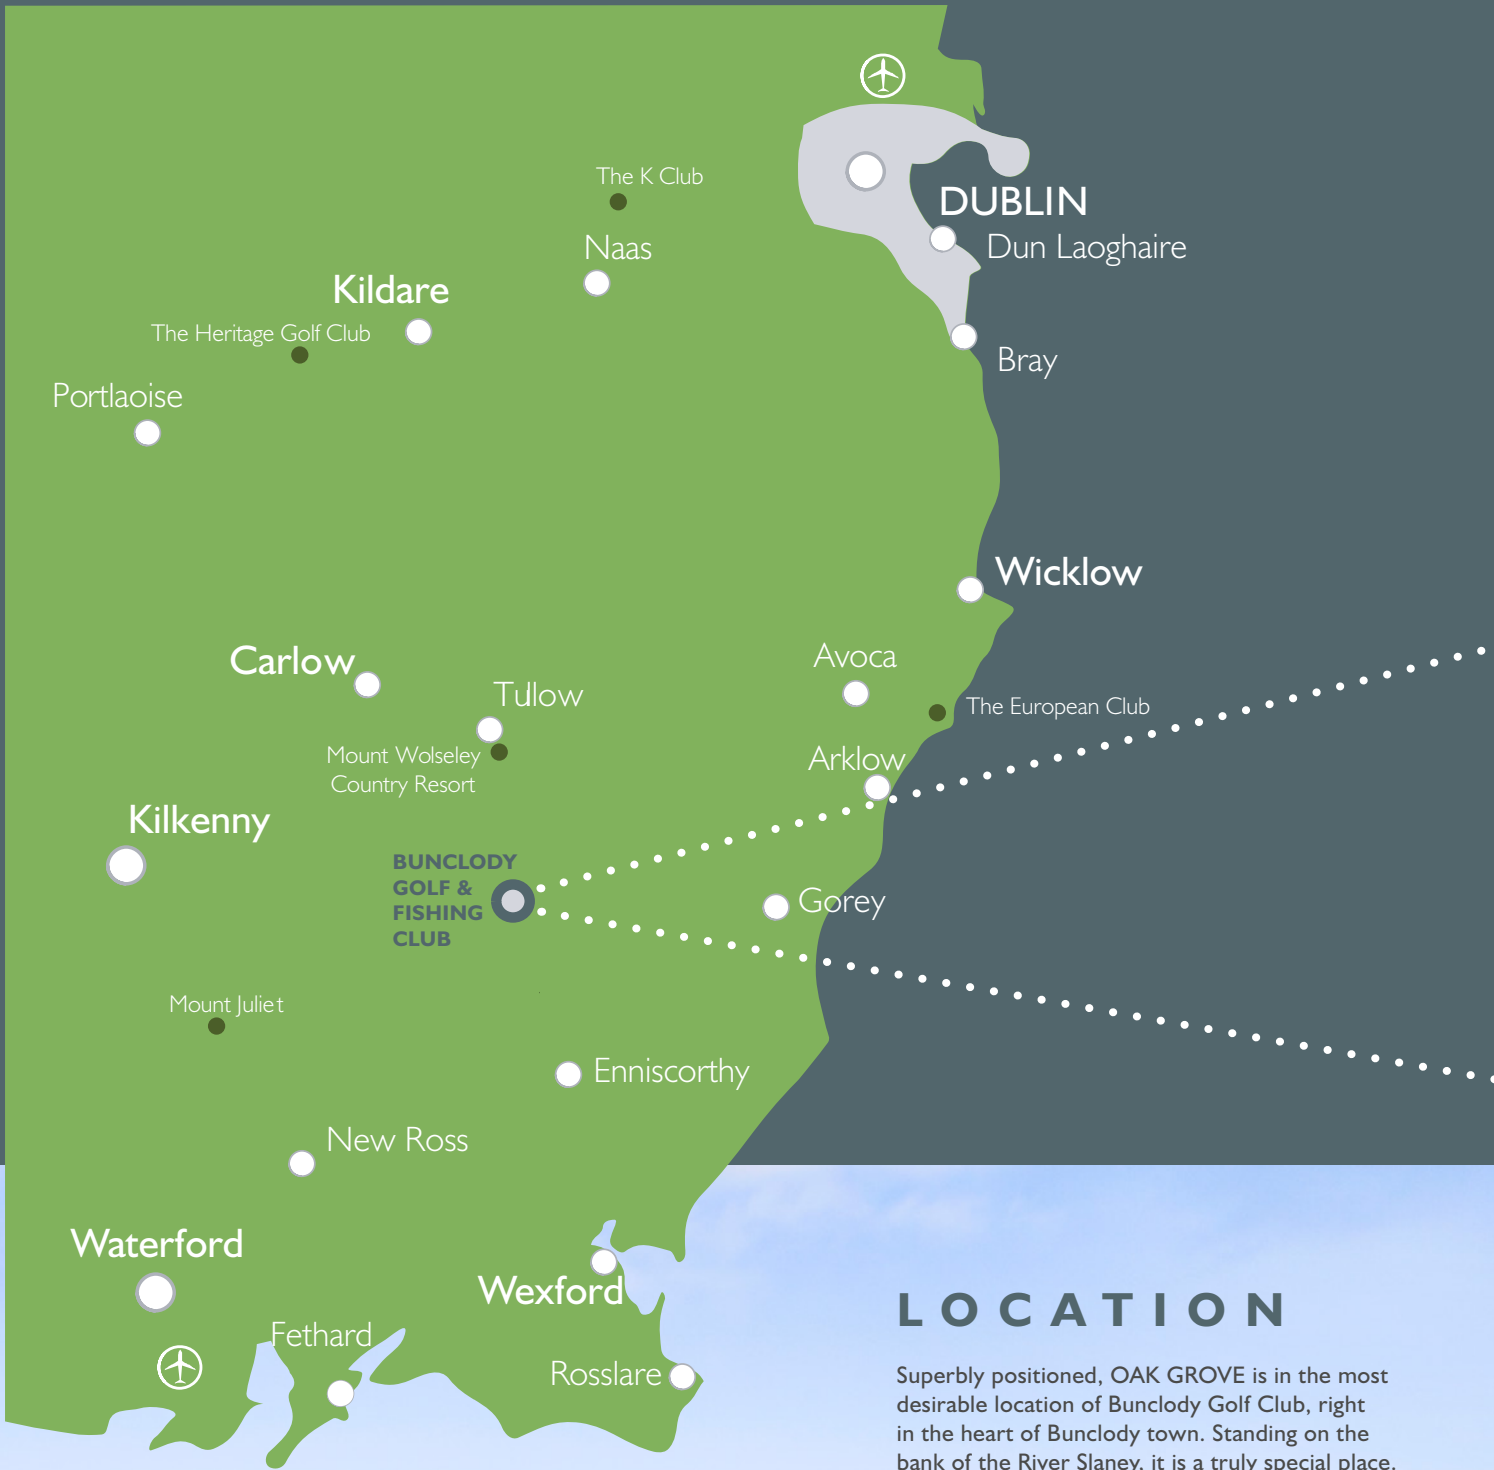 The K Club
DUBLIN
Naas
Dun Laoghaire
Kildare
The Heritage Golf Club
Bray
Portlaoise
Wicklow
Carlow
Avoca
Tullow
The European Club
Mount Wolseley
Country Resort
Arklow
Kilkenny
BUNCLODY
GOLF &
FISHING
CLUB
Gorey
Mount Juliet
Enniscorthy
New Ross
Waterford
Wexford
LOCATION
Fethard
Rosslare
Superbly positioned, OAK GROVE is in the most
desirable location of Bunclody Golf Club, right
in the heart of Bunclody town. Standing on the
bank of the River Slaney, it is a truly special place,